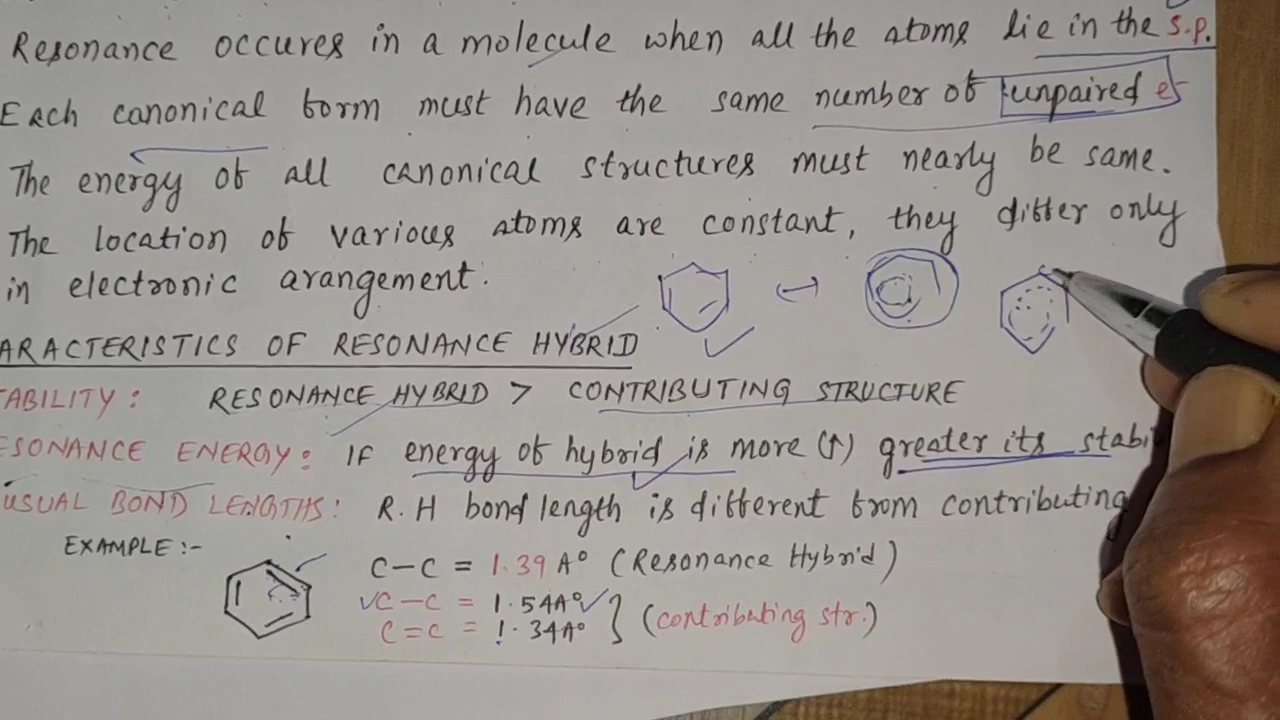 Resonance occures in a molecule when all the atoms lie in the s.p.
Each canonical form must have the same number of unpaired e-
The energy of all canonical structures must nearly be same.
The location of various atoms are constant, they differ only
in electronic arangement.
ARACTERISTICS OF RESONANCE HYBRID
TABILITY: RESONANCE HYBRID > CONTRIBUTING STRUCTURE
ESONANCE ENERGY: IF energy of hybrid is more (↑) greater its stabi
USUAL BOND LENGTHS: R.H bond length is different from contributing
EXAMPLE:-
C-C = 1.39 A° (Resonance Hybrid)
C-C = 1.54A°
C=C = 1.34A° } (contributing str.)